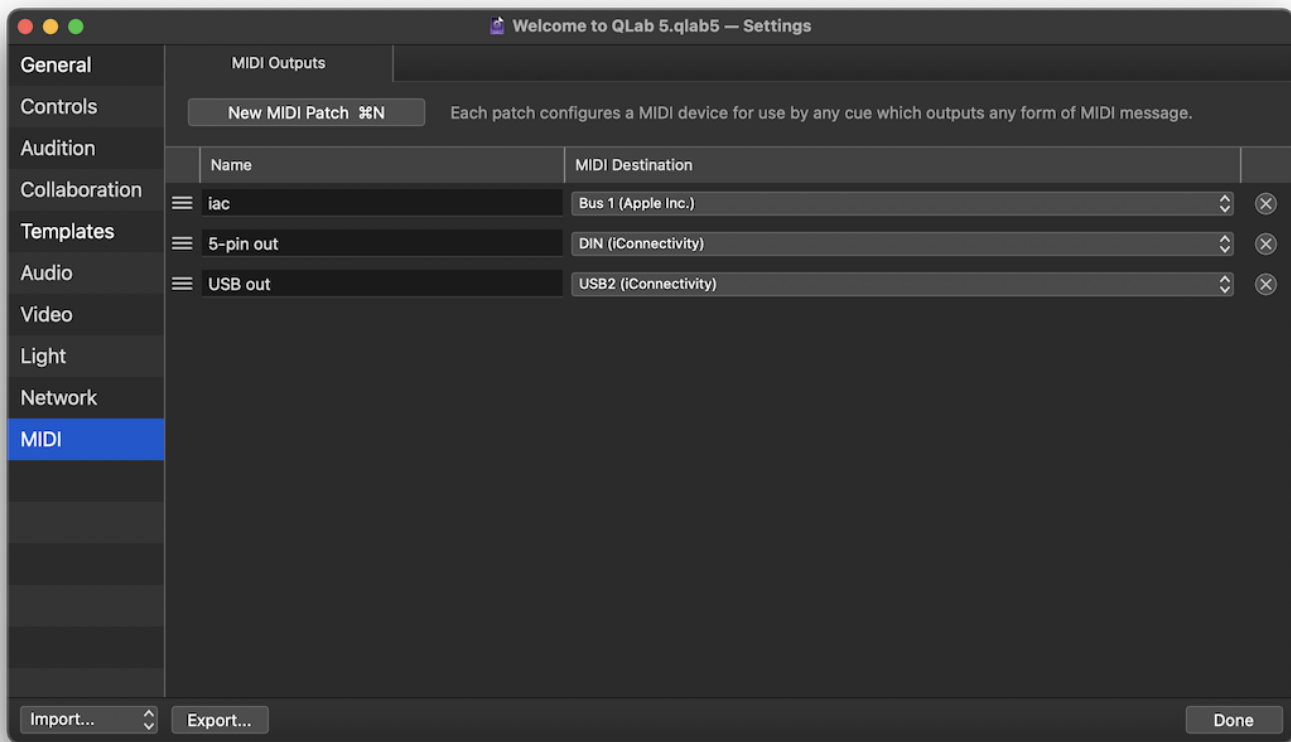 Welcome to QLab 5.qlab5 — Settings
General
Controls
Audition
Collaboration
Templates
Audio
Video
Light
Network
MIDI
MIDI Outputs
New MIDI Patch ⌘N Each patch configures a MIDI device for use by any cue which outputs any form of MIDI message.
Name MIDI Destination
iac Bus 1 (Apple Inc.)
5-pin out DIN (iConnectivity)
USB out USB2 (iConnectivity)
Import... Export... Done